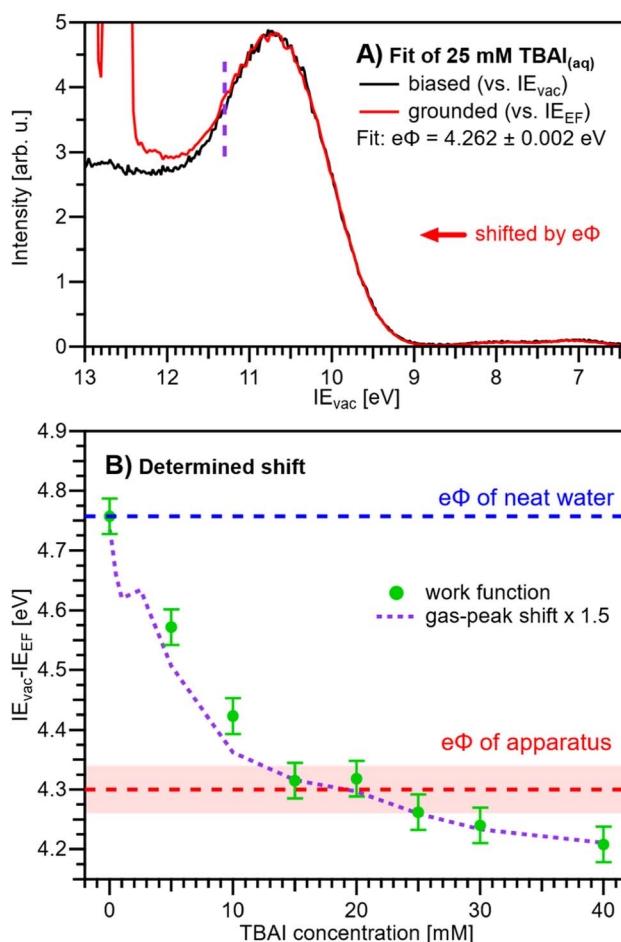 5
4
3
2
1
0
Intensity [arb. u.]
A) Fit of 25 mM TBAI(aq)
biased (vs. IEvac)
grounded (vs. IEEF)
Fit: eΦ = 4.262 ± 0.002 eV
shifted by eΦ
13 12 11 10 9 8 7
IEvac [eV]
4.9
4.8
4.7
4.6
4.5
4.4
4.3
4.2
IEvac-IEEF [eV]
B) Determined shift
eΦ of neat water
work function
gas-peak shift x 1.5
eΦ of apparatus
0 10 20 30 40
TBAI concentration [mM]